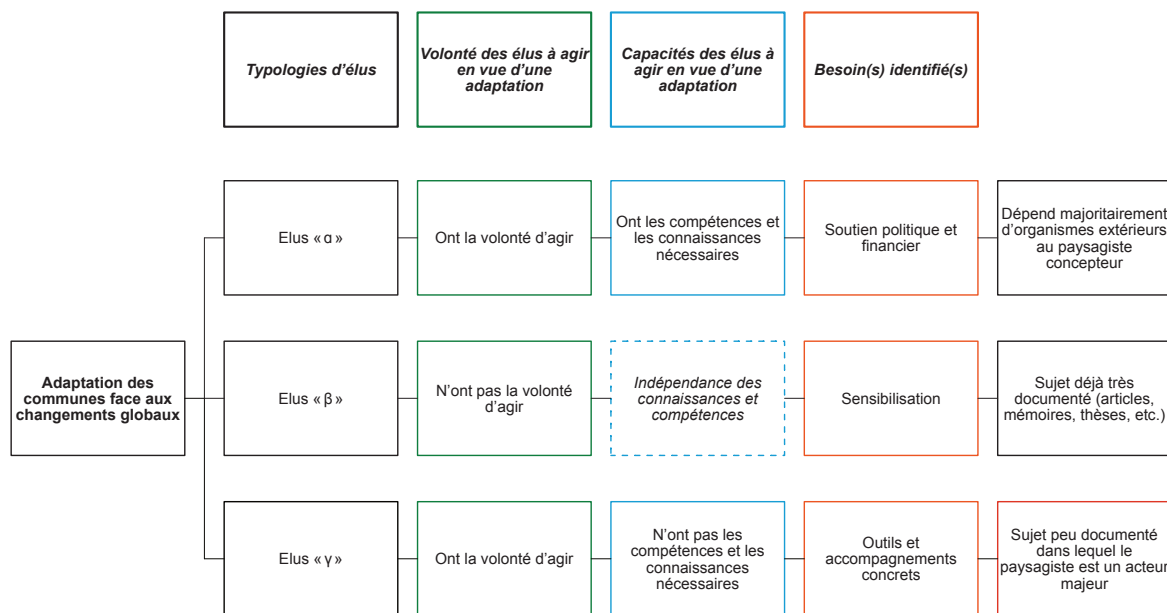 Typologies d’élus
Volonté des élus à agir
en vue d’une
adaptation
Capacités des élus à
agir en vue d’une
adaptation
Besoin(s) identifié(s)
Adaptation des
communes face aux
changements globaux
Elus « α »
Ont la volonté d’agir
Ont les compétences et
les connaissances
nécessaires
Soutien politique et
financier
Dépend majoritairement
d’organismes extérieurs
au paysagiste
concepteur
Elus « β »
N’ont pas la volonté
d’agir
Indépendance des
connaissances et
compétences
Sensibilisation
Sujet déjà très
documenté (articles,
mémoires, thèses, etc.)
Elus « γ »
Ont la volonté d’agir
N’ont pas les
compétences et les
connaissances
nécessaires
Outils et
accompagnements
concrets
Sujet peu documenté
dans lequel le
paysagiste est un acteur
majeur